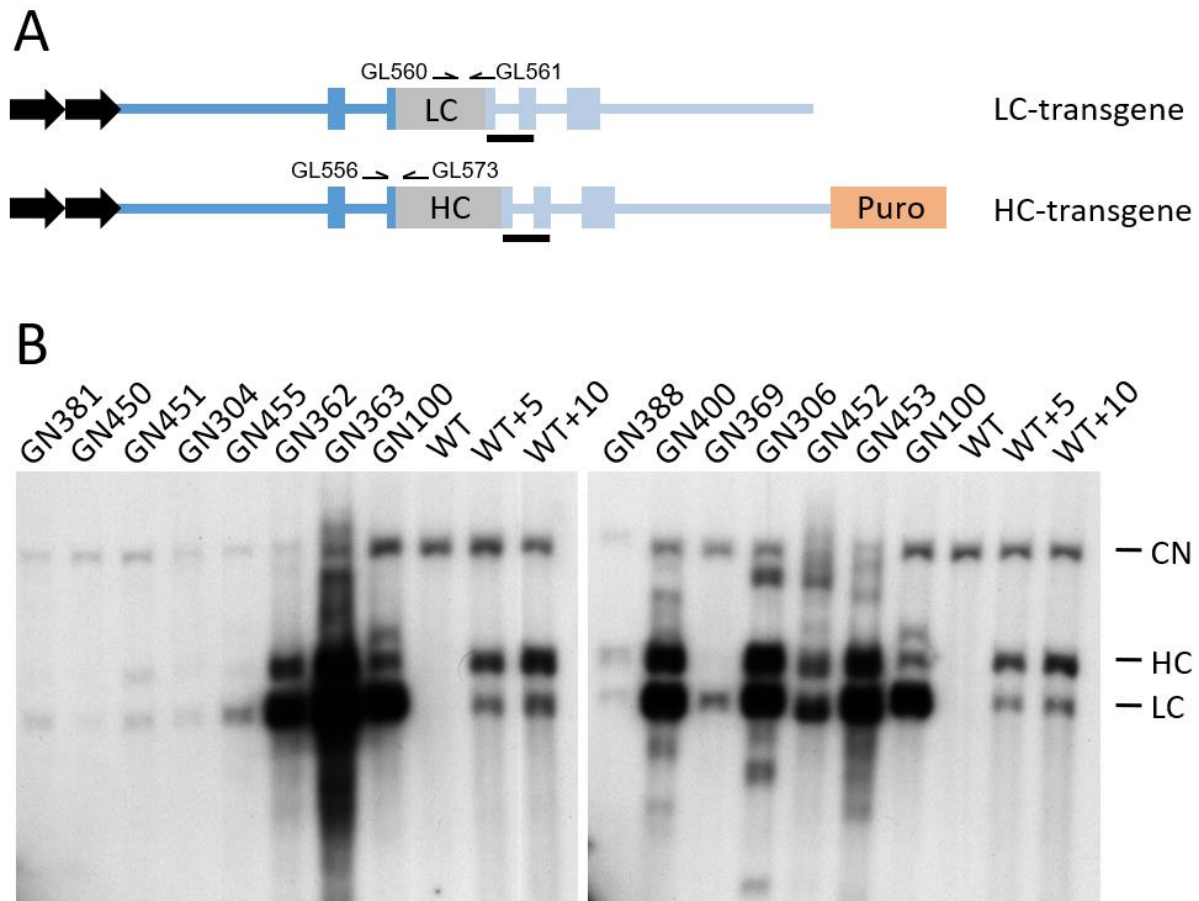 A
GL560 GL561
LC LC-transgene
GL556 GL573
HC Puro HC-transgene
B
GN381 GN450 GN451 GN304 GN455 GN362 GN363 GN100 WT WT+5 WT+10 GN388 GN400 GN369 GN306 GN452 GN453 GN100 WT WT+5 WT+10
CN
HC
LC